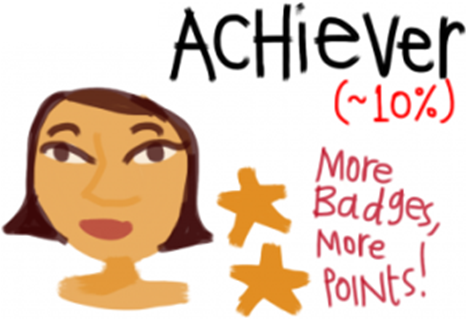 ACHiever
(~10%)
More
Badges,
More
POINts!